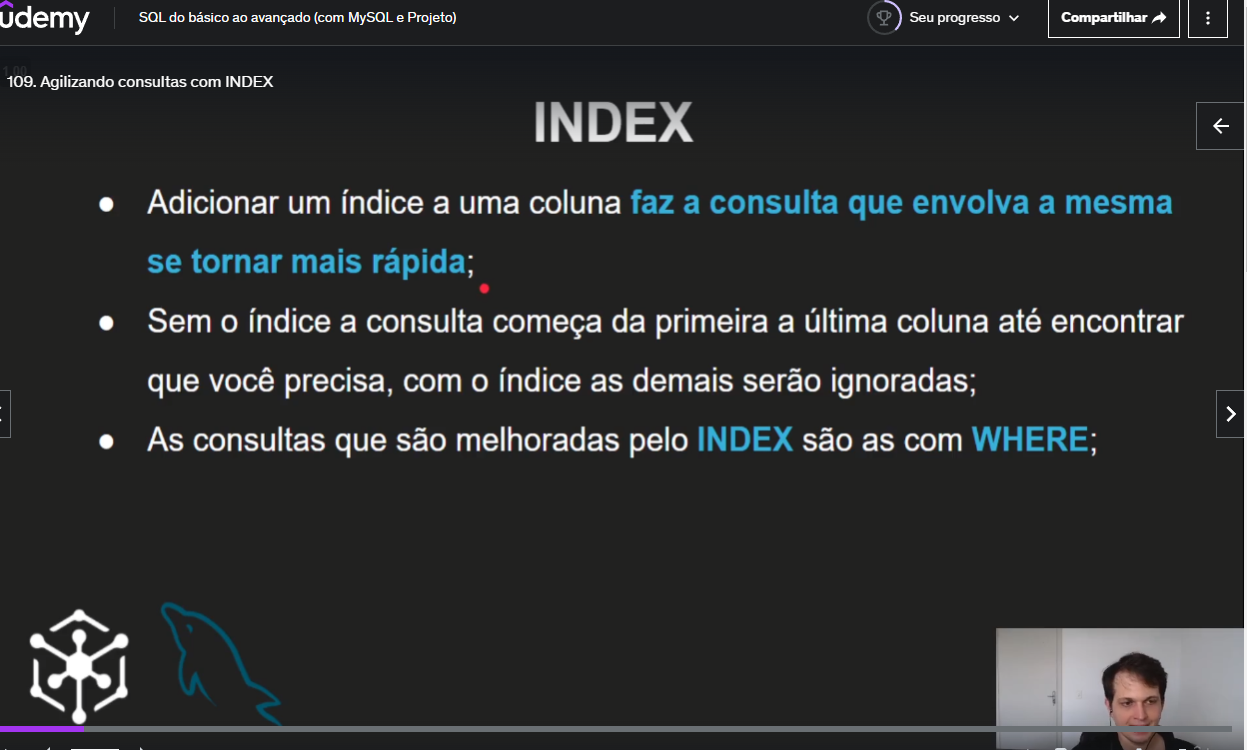 udemy
SQL do básico ao avançado (com MySQL e Projeto)
Seu progresso
Compartilhar
109. Agilizando consultas com INDEX
INDEX
● Adicionar um índice a uma coluna faz a consulta que envolva a mesma
se tornar mais rápida;
● Sem o índice a consulta começa da primeira a última coluna até encontrar
que você precisa, com o índice as demais serão ignoradas;
● As consultas que são melhoradas pelo INDEX são as com WHERE;